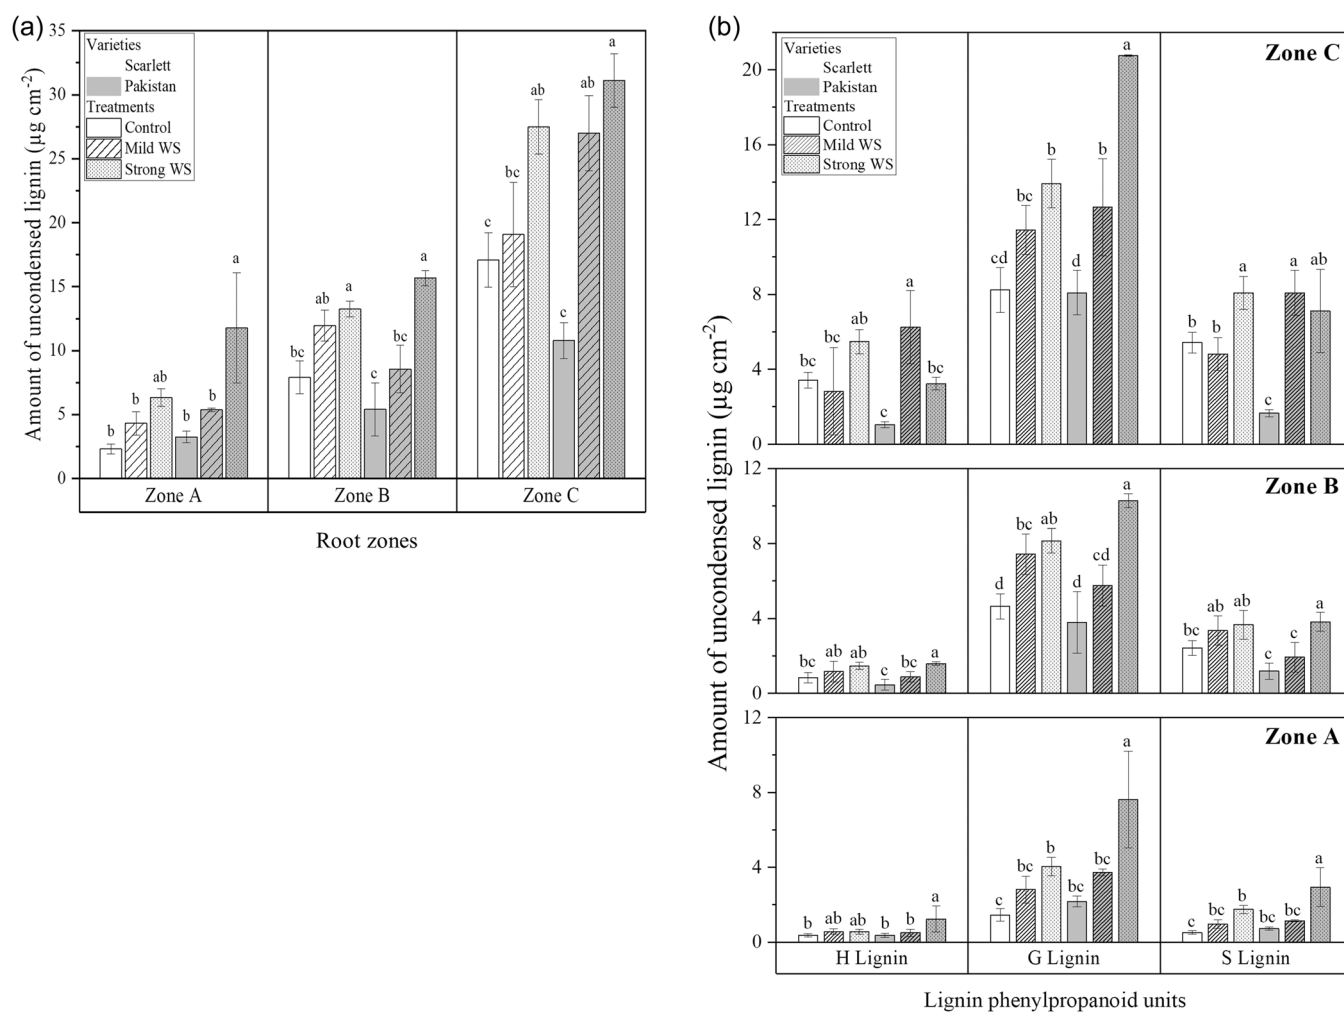 (a)
35
30
25
20
15
10
5
0
Amount of uncondensed lignin (µg cm-2)
Varieties
Scarlett
Pakistan
Treatments
Control
Mild WS
Strong WS
b
b
ab
b
b
a
bc
ab
a
c
bc
a
c
bc
ab
c
ab
a
Zone A
Zone B
Zone C
Root zones
(b)
Amount of uncondensed lignin (µg cm-2)
Zone C
20
16
12
8
4
0
Varieties
Scarlett
Pakistan
Treatments
Control
Mild WS
Strong WS
bc
bc
ab
c
a
bc
cd
bc
b
d
b
a
b
b
a
c
a
ab
Zone B
12
8
4
0
bc
ab
ab
c
bc
a
d
bc
ab
d
cd
a
bc
ab
ab
c
c
a
Zone A
12
8
4
0
b
ab
ab
b
b
a
c
bc
b
bc
bc
a
c
bc
b
bc
bc
a
H Lignin
G Lignin
S Lignin
Lignin phenylpropanoid units